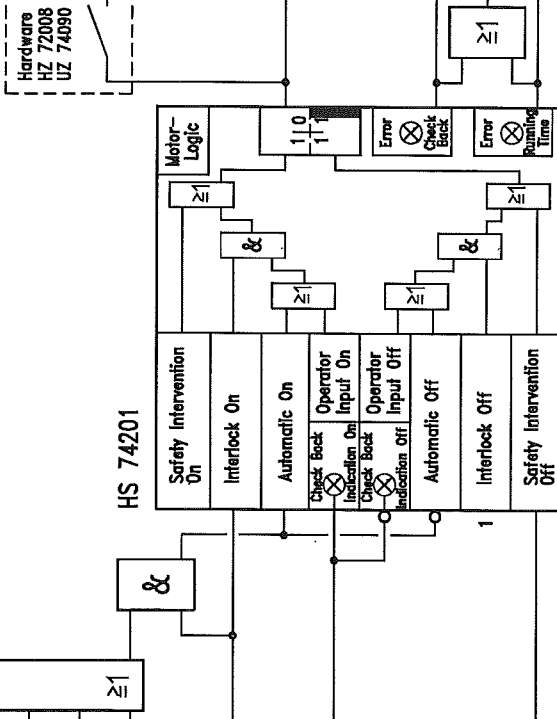 Hardware
HZ 72008
UZ 74090
≥1
Motor-
Logic
1 0
1 1
Error
Check
Back
Error
Running
Time
≥1
≥1
&
&
≥1
≥1
HS 74201
Safety Intervention
On
Interlock On
Automatic On
Operator
Input On
Check Back
Indication On
Operator
Input Off
Check Back
Indication Off
Automatic Off
Interlock Off
Safety Intervention
Off
1
&
≥1